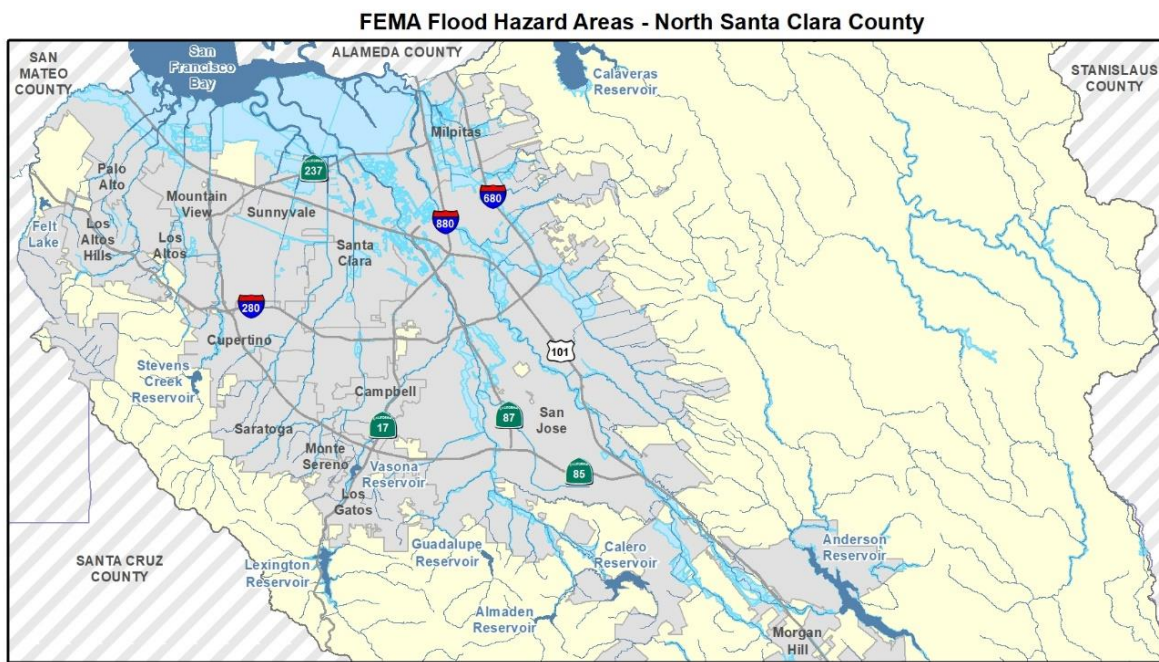 FEMA Flood Hazard Areas - North Santa Clara County
SAN
MATEO
COUNTY
San
Francisco
Bay
ALAMEDA COUNTY
Calaveras
Reservoir
STANISLAUS
COUNTY
Milpitas
237
680
880
Palo
Alto
Mountain
View
Sunnyvale
Felt
Lake
Los
Altos
Hills
Los
Altos
Santa
Clara
280
Cupertino
101
Stevens
Creek
Reservoir
Campbell
17
87
San
Jose
Saratoga
Monte
Sereno
Vasona
Reservoir
85
Los
Gatos
SANTA CRUZ
COUNTY
Lexington
Reservoir
Guadalupe
Reservoir
Calero
Reservoir
Anderson
Reservoir
Almaden
Reservoir
Morgan
Hill